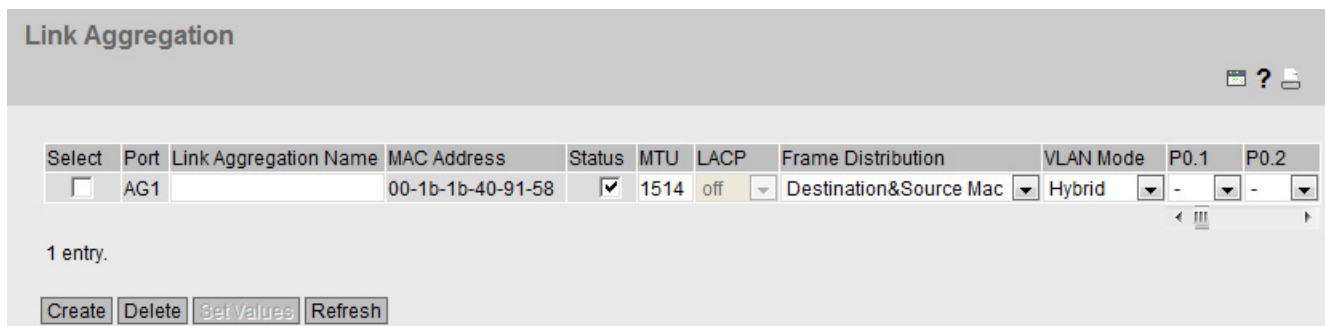 Link Aggregation
?
Select Port Link Aggregation Name MAC Address Status MTU LACP Frame Distribution VLAN Mode P0.1 P0.2
AG1 00-1b-1b-40-91-58 1514 off Destination&Source Mac Hybrid - -
1 entry.
Create Delete Set Values Refresh